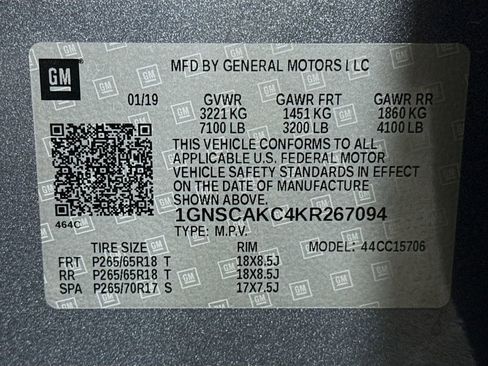 GM
MFD BY GENERAL MOTORS LLC
01/19 GVWR GAWR FRT GAWR RR
3221 KG 1451 KG 1860 KG
7100 LB 3200 LB 4100 LB
THIS VEHICLE CONFORMS TO ALL
APPLICABLE U.S. FEDERAL MOTOR
VEHICLE SAFETY STANDARDS IN EFFECT
ON THE DATE OF MANUFACTURE
SHOWN ABOVE.
464C
1GNSCAKC4KR267094
TYPE: M.P.V.
TIRE SIZE RIM MODEL: 44CC15706
FRT P265/65R18 T 18X8.5J
RR P265/65R18 T 18X8.5J
SPA P265/70R17 S 17X7.5J